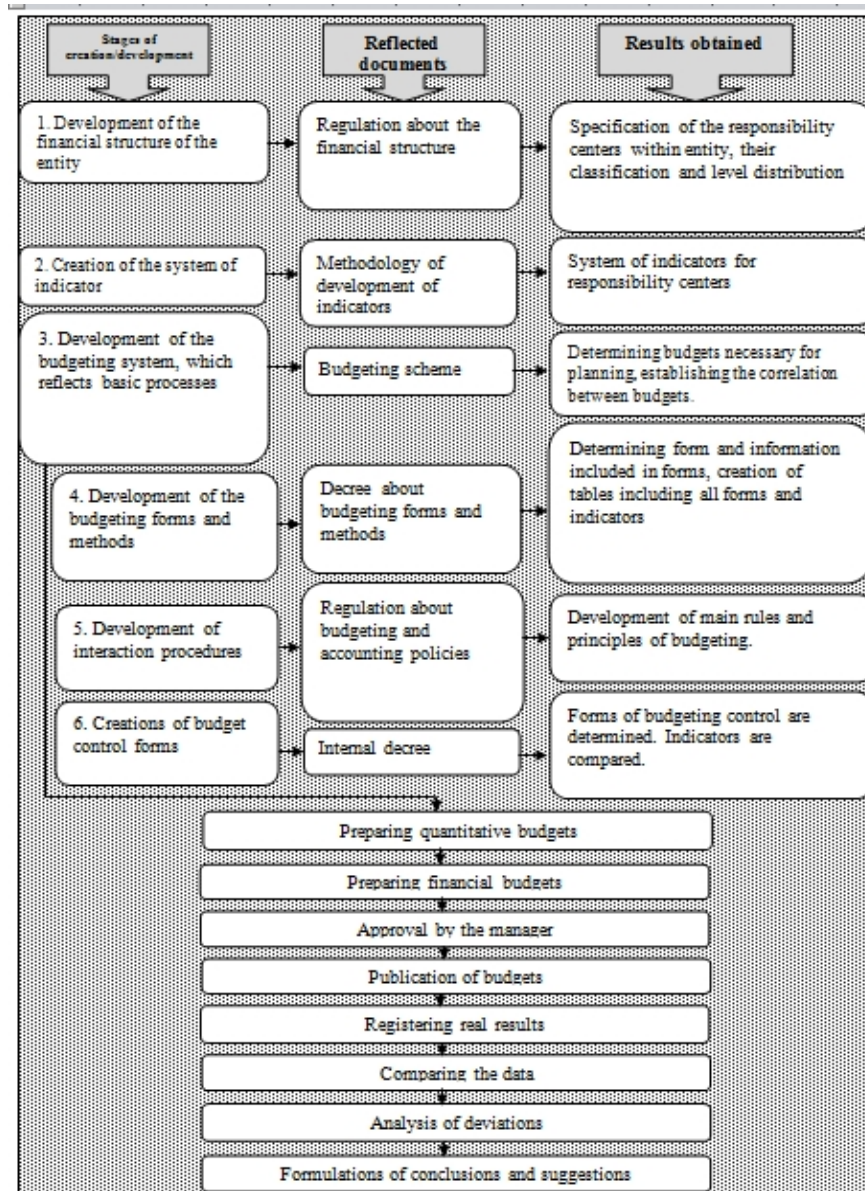 Stages of
creation/development
Reflected
documents
Results obtained
1. Development of the
financial structure of the
entity
Regulation about the
financial structure
Specification of the responsibility
centers within entity, their
classification and level distribution
2. Creation of the system of
indicator
Methodology of
development of
indicators
System of indicators for
responsibility centers
3. Development of the
budgeting system, which
reflects basic processes
Budgeting scheme
Determining budgets necessary for
planning, establishing the correlation
between budgets.
4. Development of the
budgeting forms and
methods
Decree about
budgeting forms and
methods
Determining form and information
included in forms, creation of
tables including all forms and
indicators
5. Development of
interaction procedures
Regulation about
budgeting and
accounting policies
Development of main rules and
principles of budgeting.
6. Creations of budget
control forms
Internal decree
Forms of budgeting control are
determined. Indicators are
compared.
Preparing quantitative budgets
Preparing financial budgets
Approval by the manager
Publication of budgets
Registering real results
Comparing the data
Analysis of deviations
Formulations of conclusions and suggestions